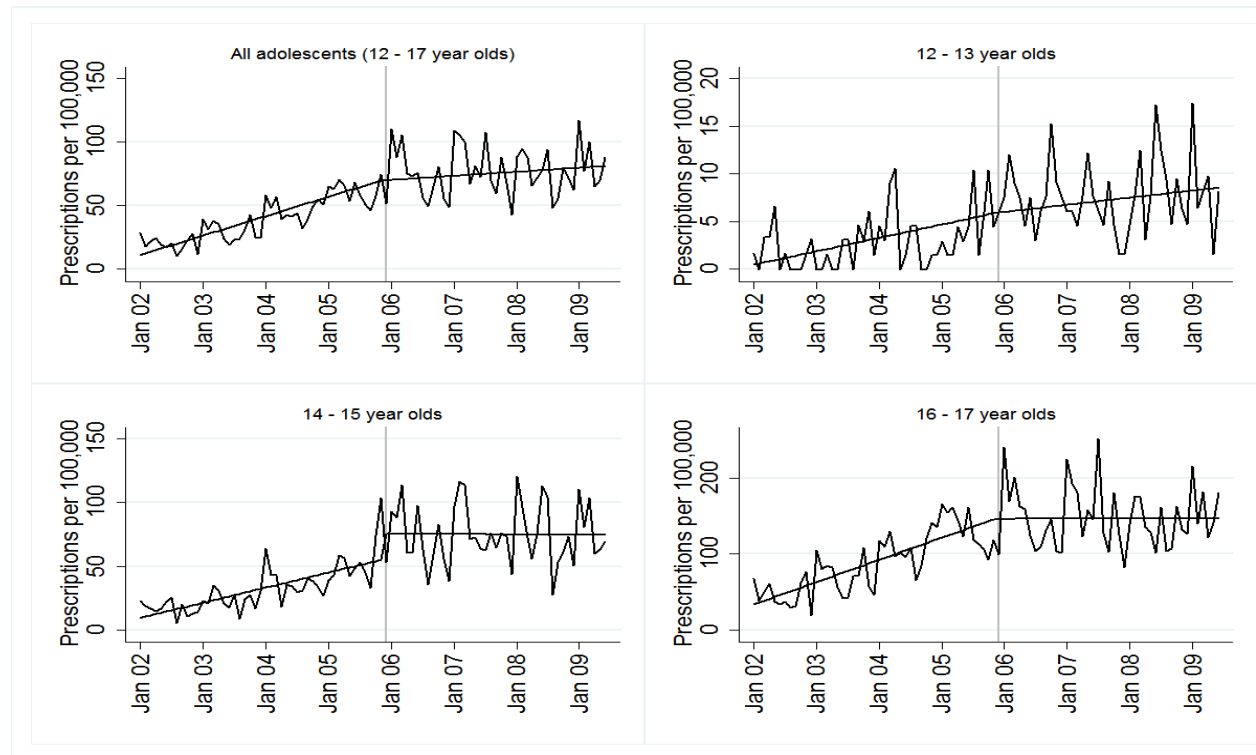 All adolescents (12 - 17 year olds)
Prescriptions per 100,000
150
100
50
0
Jan 02
Jan 03
Jan 04
Jan 05
Jan 06
Jan 07
Jan 08
Jan 09
12 - 13 year olds
Prescriptions per 100,000
20
15
10
5
0
Jan 02
Jan 03
Jan 04
Jan 05
Jan 06
Jan 07
Jan 08
Jan 09
14 - 15 year olds
Prescriptions per 100,000
150
100
50
0
Jan 02
Jan 03
Jan 04
Jan 05
Jan 06
Jan 07
Jan 08
Jan 09
16 - 17 year olds
Prescriptions per 100,000
200
100
0
Jan 02
Jan 03
Jan 04
Jan 05
Jan 06
Jan 07
Jan 08
Jan 09